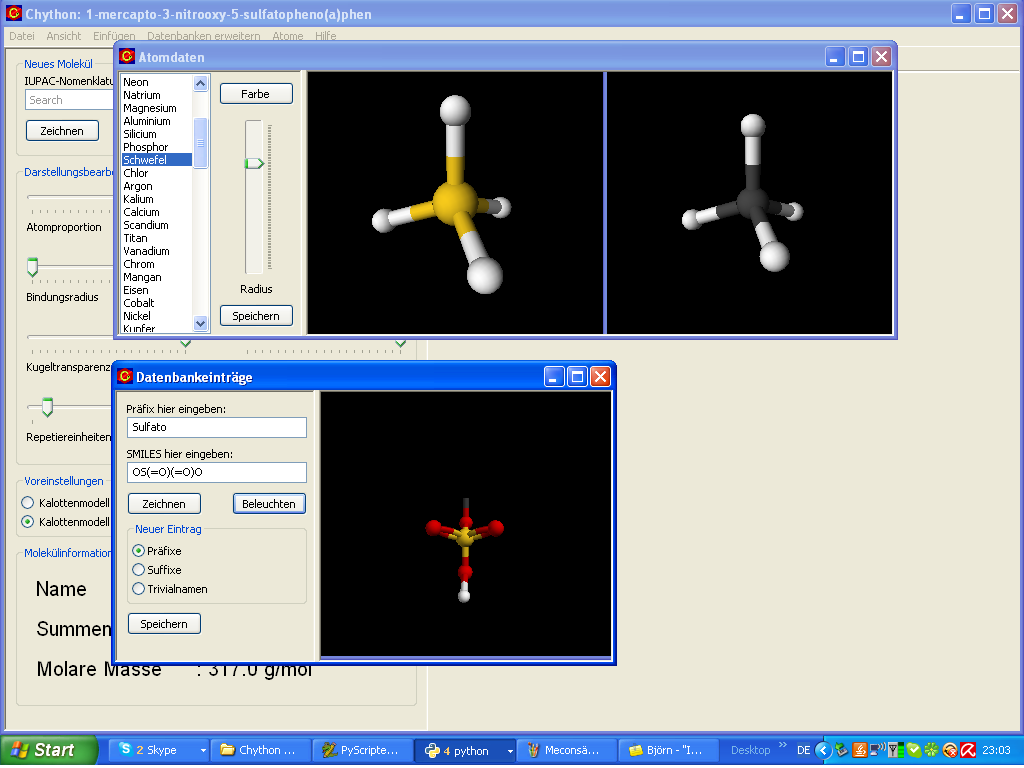 Chython: 1-mercapto-3-nitrooxy-5-sulfatopheno(a)phen
Datei Ansicht Einfügen Datenbanken erweitern Atome Hilfe
Neues Molekül
IUPAC-Nomenklatu
Search
Zeichnen
Darstellungsbearbe
Atomproportion
Bindungsradius
Kugeltransparenz
Repetiereinheiten
Voreinstellungen
Kalottenmodell
Kalottenmodell
Molekülinformation
Name
Summen
Molare Masse : 317.0 g/mol
Atomdaten
Neon
Natrium
Magnesium
Aluminium
Silicium
Phosphor
Schwefel
Chlor
Argon
Kalium
Calcium
Scandium
Titan
Vanadium
Chrom
Mangan
Eisen
Cobalt
Nickel
Kupfer
Farbe
Radius
Speichern
Datenbankeinträge
Präfix hier eingeben:
Sulfato
SMILES hier eingeben:
OS(=O)(=O)O
Zeichnen Beleuchten
Neuer Eintrag
Präfixe
Suffixe
Trivialnamen
Speichern
Start 2 Skype Chython ... PyScripte... 4 python Meconsä... Björn - "I... Desktop » DE 23:03